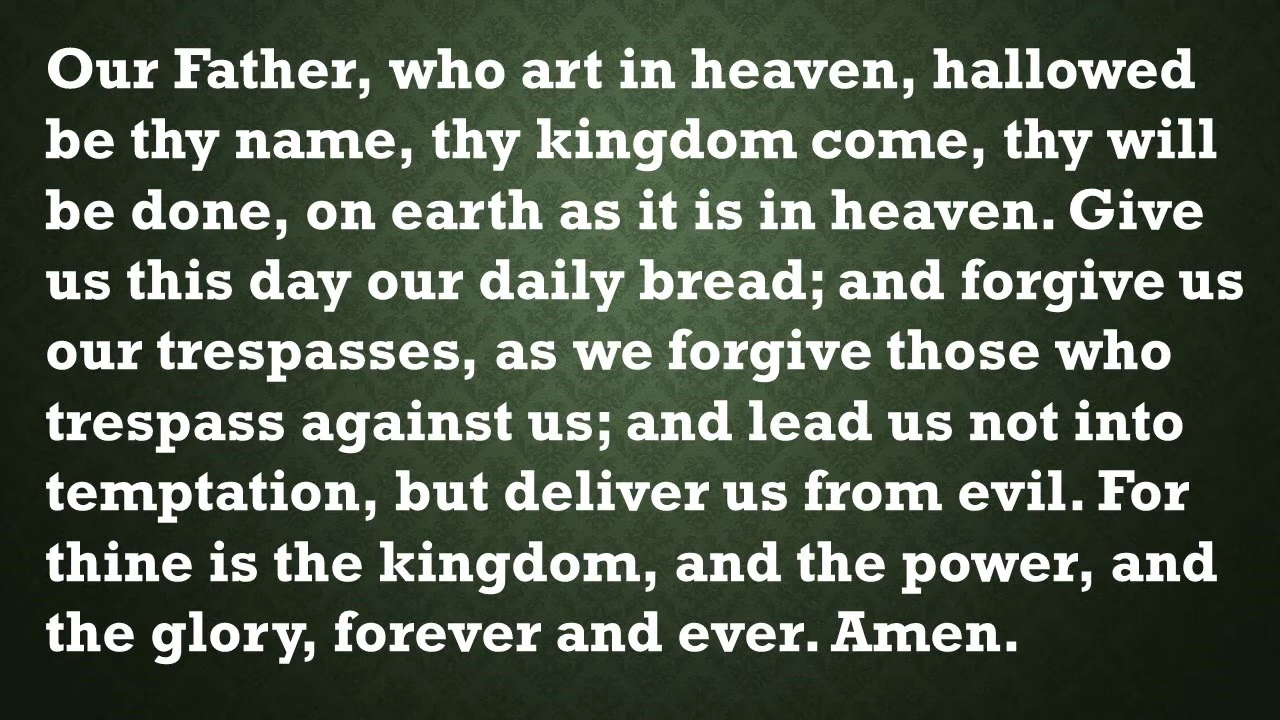 Our Father, who art in heaven, hallowed
be thy name, thy kingdom come, thy will
be done, on earth as it is in heaven. Give
us this day our daily bread; and forgive us
our trespasses, as we forgive those who
trespass against us; and lead us not into
temptation, but deliver us from evil. For
thine is the kingdom, and the power, and
the glory, forever and ever. Amen.